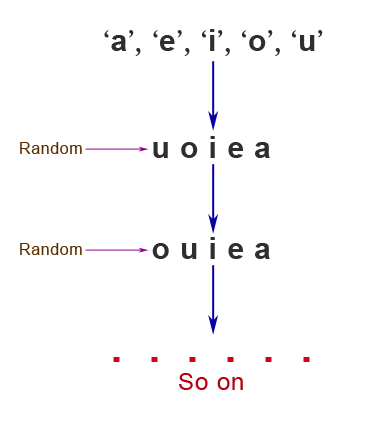 ‘a’, ‘e’, ‘i’, ‘o’, ‘u’
Random u o i e a
Random o u i e a
. . . . . .
So on